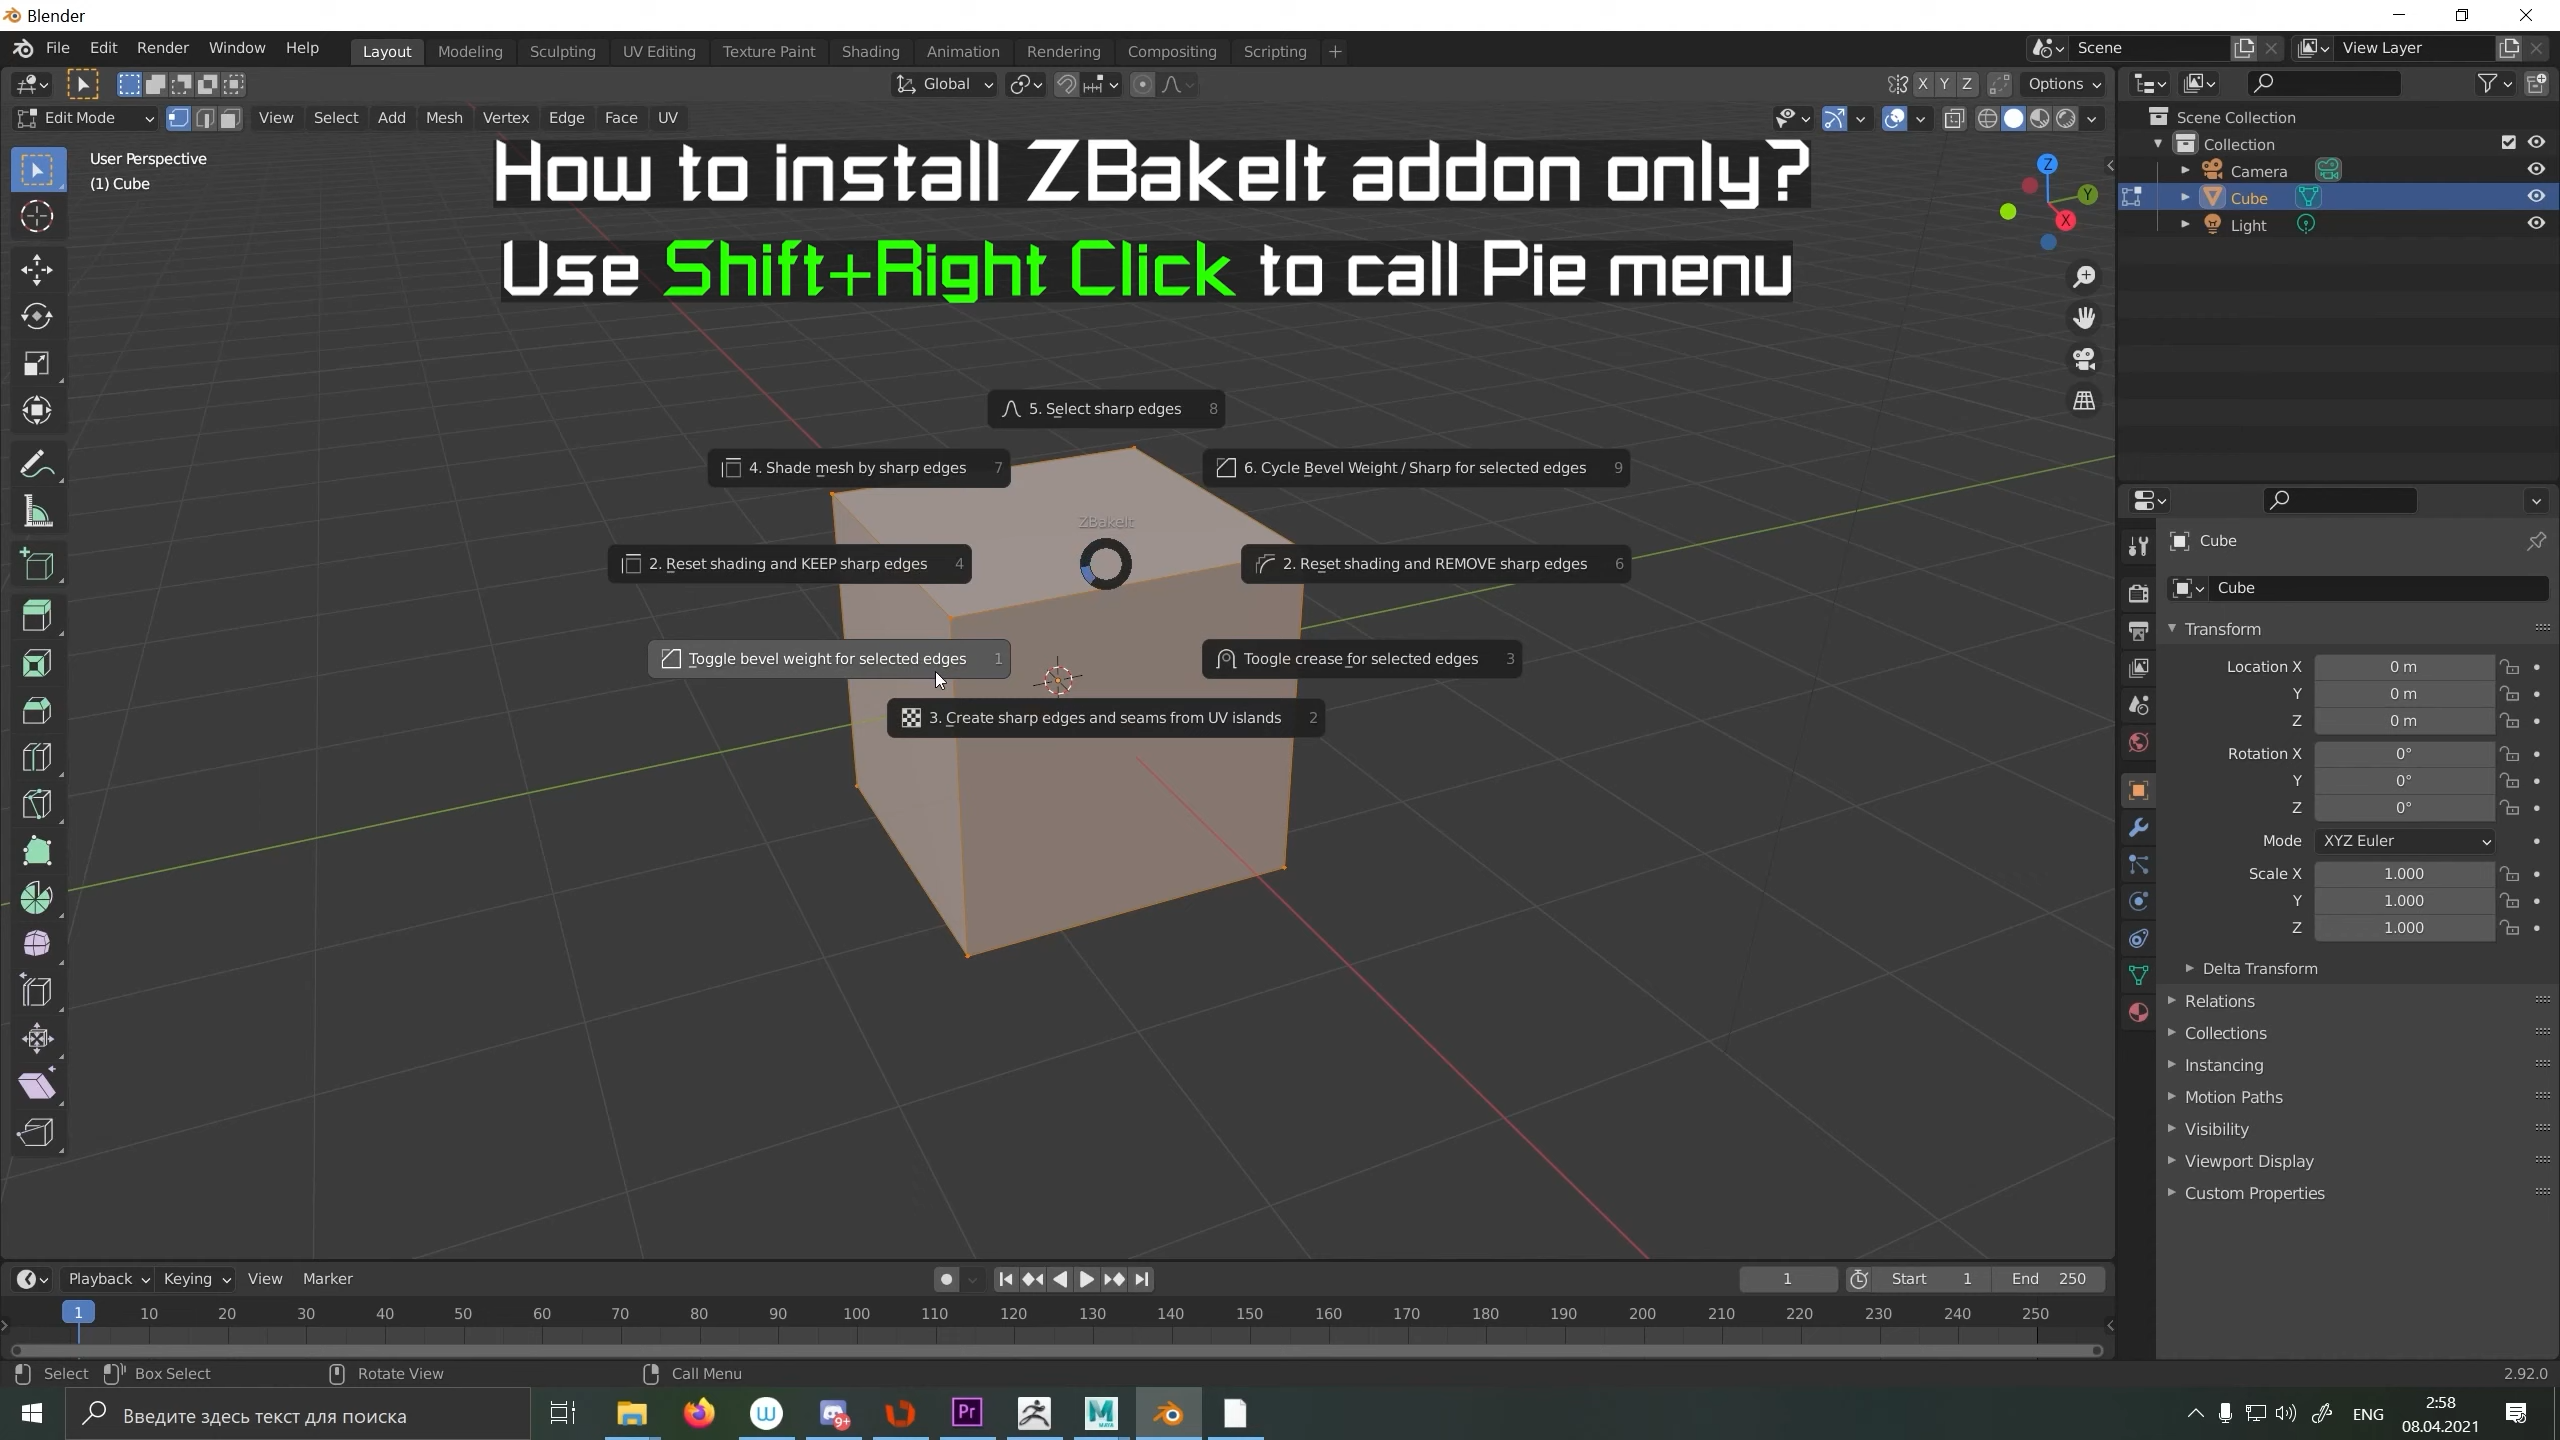 Blender
File Edit Render Window Help Layout Modeling Sculpting UV Editing Texture Paint Shading Animation Rendering Compositing Scripting + Scene View Layer
Global X Y Z Options
Edit Mode View Select Add Mesh Vertex Edge Face UV
User Perspective
(1) Cube
How to install ZBakeIt addon only?
Use Shift+Right Click to call Pie menu
Z
Y
X
5. Select sharp edges 8
4. Shade mesh by sharp edges 7
6. Cycle Bevel Weight / Sharp for selected edges 9
ZBakeIt
2. Reset shading and KEEP sharp edges 4
2. Reset shading and REMOVE sharp edges 6
Toggle bevel weight for selected edges 1
Toogle crease for selected edges 3
3. Create sharp edges and seams from UV islands 2
Scene Collection
Collection
Camera
Cube
Light
Cube
Cube
Transform
Location X 0 m
Y 0 m
Z 0 m
Rotation X 0°
Y 0°
Z 0°
Mode XYZ Euler
Scale X 1.000
Y 1.000
Z 1.000
Delta Transform
Relations
Collections
Instancing
Motion Paths
Visibility
Viewport Display
Custom Properties
Playback Keying View Marker 1 Start 1 End 250
1 10 20 30 40 50 60 70 80 90 100 110 120 130 140 150 160 170 180 190 200 210 220 230 240 250
Select Box Select Rotate View Call Menu 2.92.0
Введите здесь текст для поиска
9+
Pr
MAYA
ENG
2:58
08.04.2021